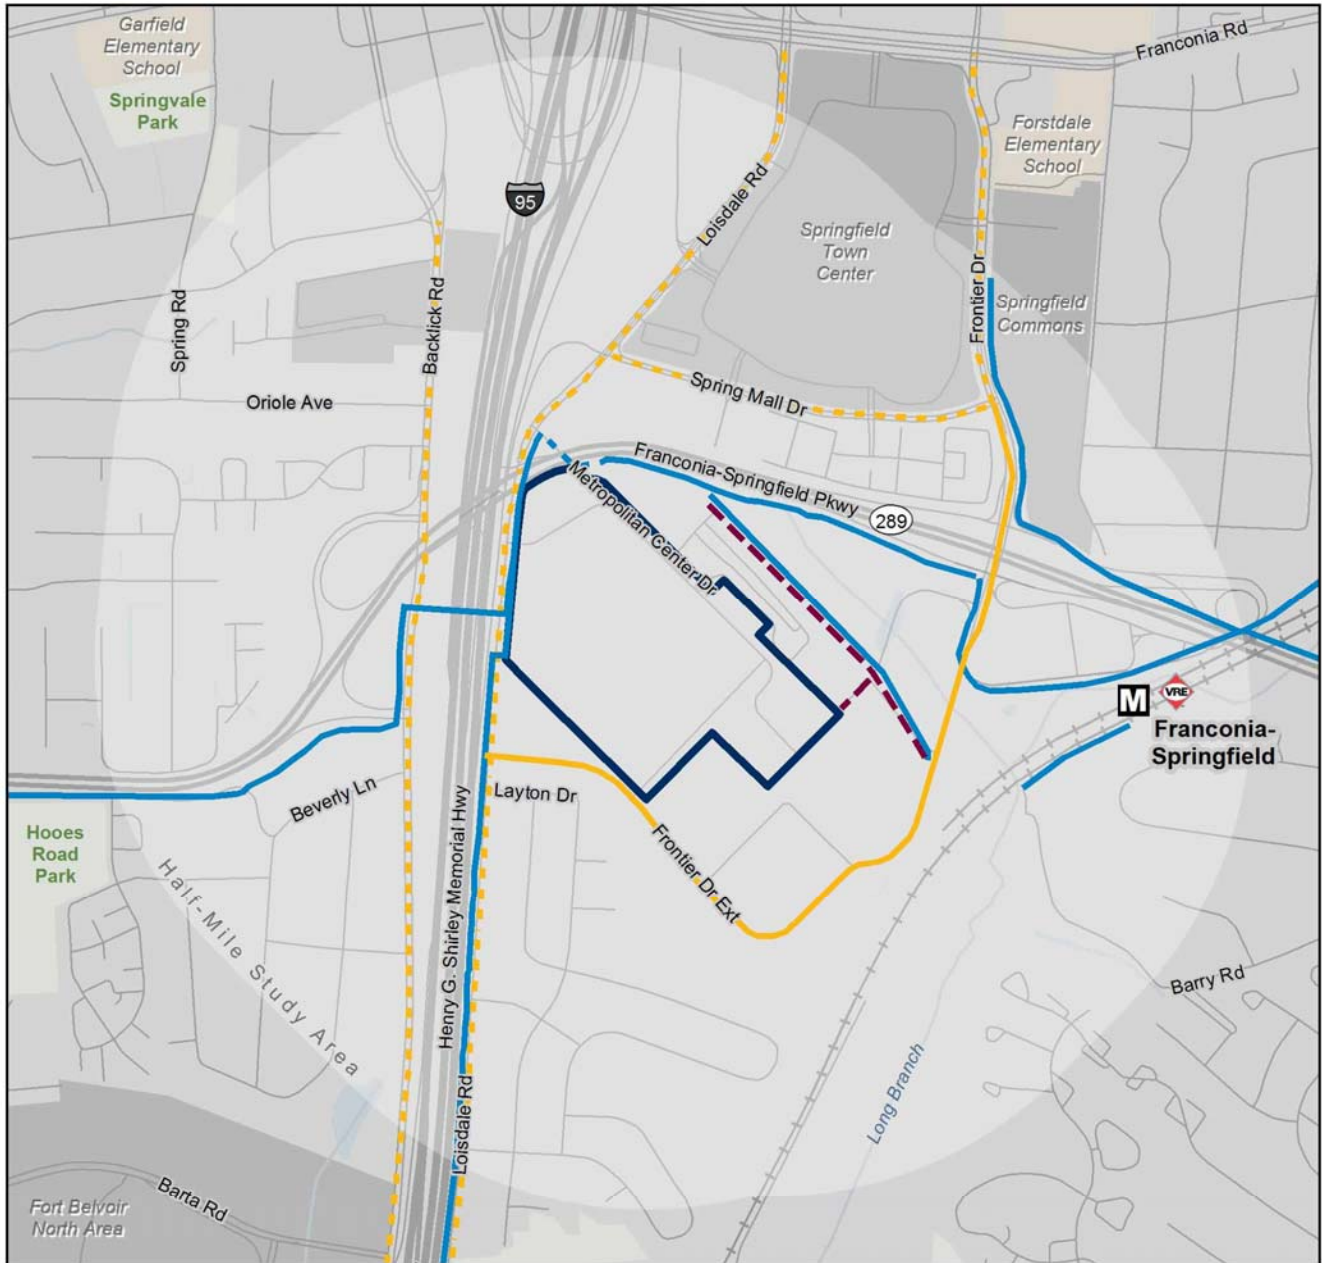 Garfield
Elementary
School
Springvale
Park
Franconia Rd
Forstdale
Elementary
School
95
Loisdale Rd
Springfield
Town
Center
Frontier Dr
Springfield
Commons
Spring Rd
Backlick Rd
Oriole Ave
Spring Mall Dr
Franconia-Springfield Pkwy
289
Metropolitan Center Dr
M
VRE
Franconia-
Springfield
Beverly Ln
Layton Dr
Hooes
Road
Park
Henry G. Shirley Memorial Hwy
Frontier Dr Ext
Half-Mile Study Area
Barry Rd
Long Branch
Loisdale Rd
Barta Rd
Fort Belvoir
North Area